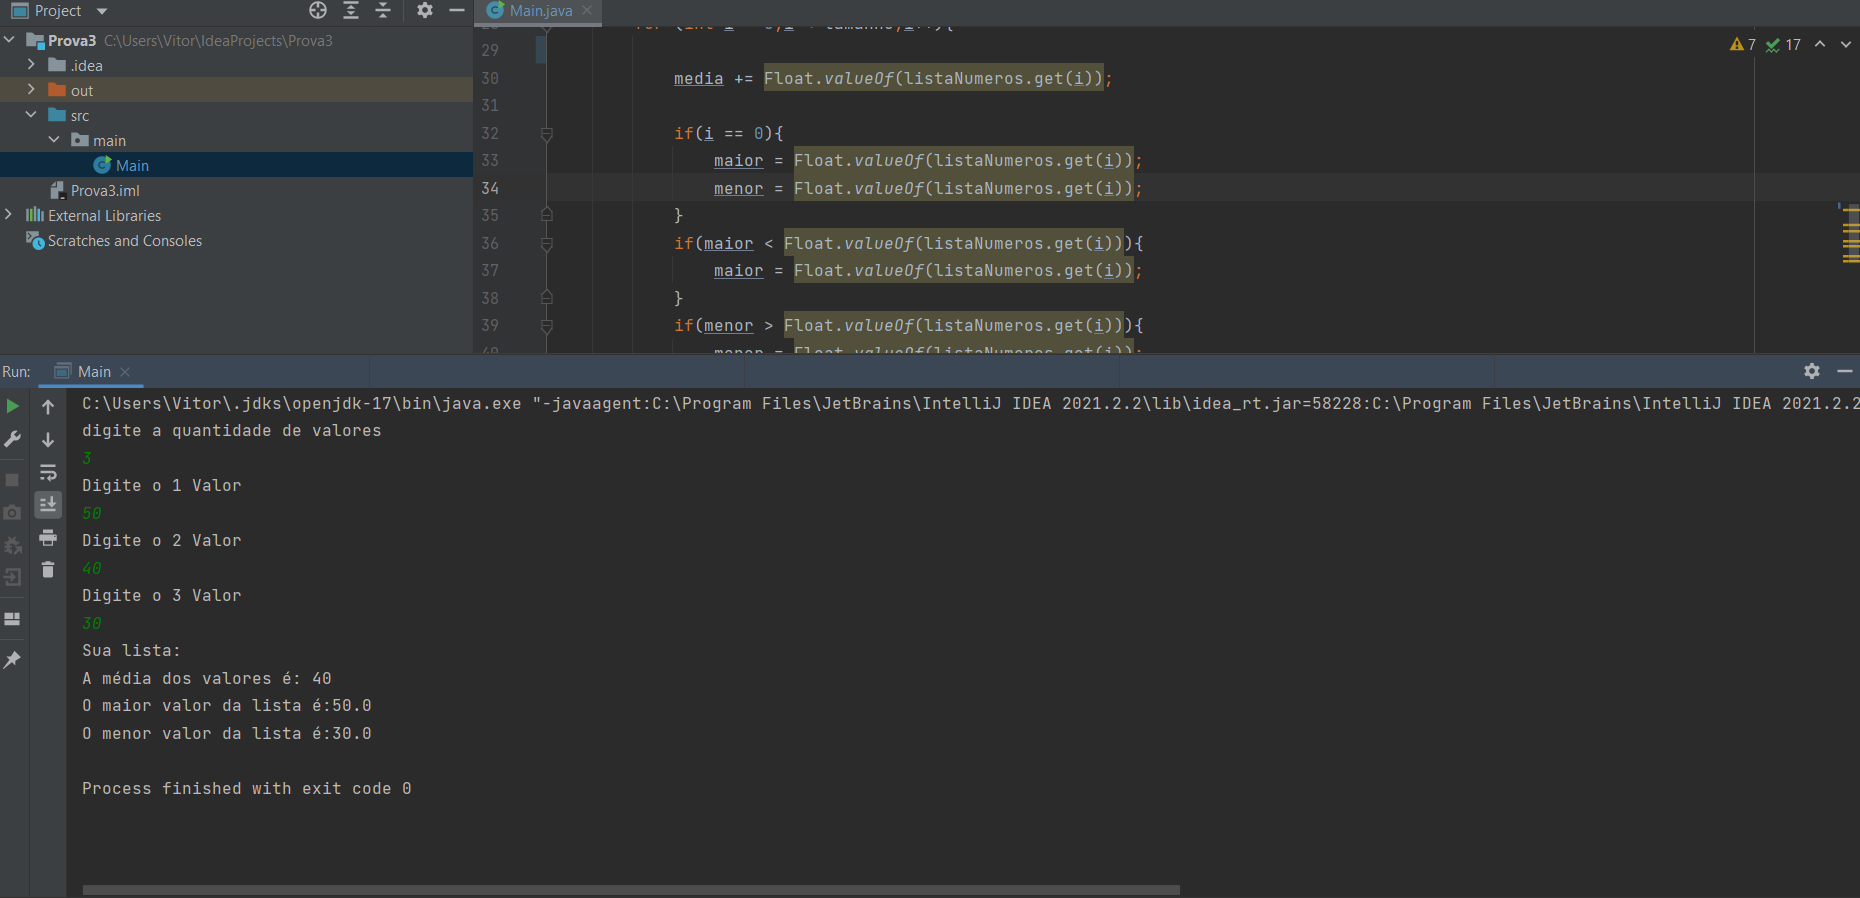 Project
Prova3 C:\Users\Vitor\IdeaProjects\Prova3
.idea
out
src
main
Main
Prova3.iml
External Libraries
Scratches and Consoles
Main.java
7 17
29
30 media += Float.valueOf(listaNumeros.get(i));
31
32 if(i == 0){
33 maior = Float.valueOf(listaNumeros.get(i));
34 menor = Float.valueOf(listaNumeros.get(i));
35 }
36 if(maior < Float.valueOf(listaNumeros.get(i))){
37 maior = Float.valueOf(listaNumeros.get(i));
38 }
39 if(menor > Float.valueOf(listaNumeros.get(i))){
Run: Main
C:\Users\Vitor\.jdks\openjdk-17\bin\java.exe "-javaagent:C:\Program Files\JetBrains\IntelliJ IDEA 2021.2.2\lib\idea_rt.jar=58228:C:\Program Files\JetBrains\IntelliJ IDEA 2021.2.2
digite a quantidade de valores
3
Digite o 1 Valor
50
Digite o 2 Valor
40
Digite o 3 Valor
30
Sua lista:
A média dos valores é: 40
O maior valor da lista é:50.0
O menor valor da lista é:30.0
Process finished with exit code 0